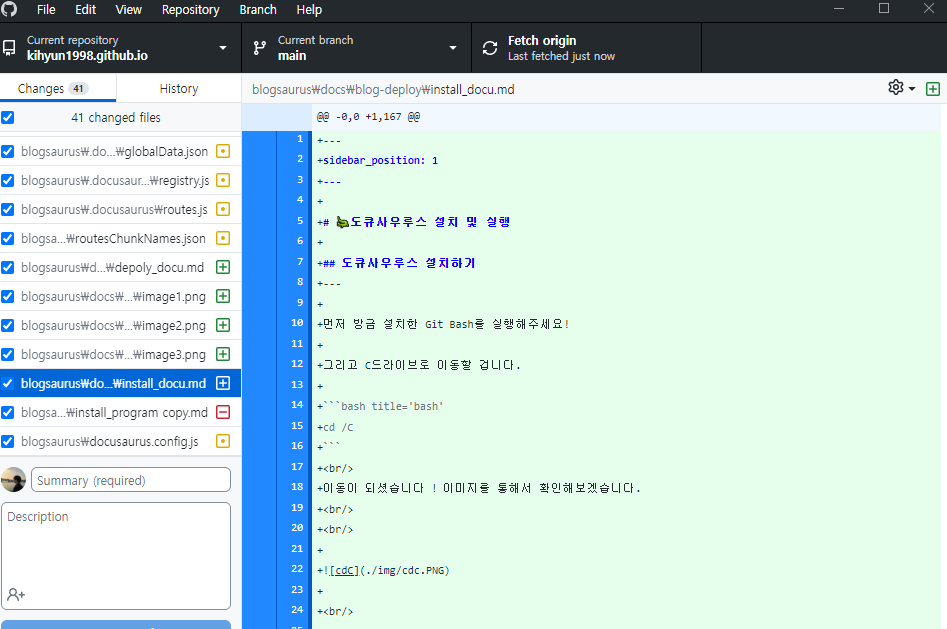 File Edit View Repository Branch Help
Current repository
kihyun1998.github.io
Current branch
main
Fetch origin
Last fetched just now
Changes 41
History
41 changed files
blogsaurus₩.do...₩globalData.json
blogsaurus₩.docusaur...₩registry.js
blogsaurus₩.docusaurus₩routes.js
blogsa...₩routesChunkNames.json
blogsaurus₩d...₩depoly_docu.md
blogsaurus₩docs₩...₩image1.png
blogsaurus₩docs₩...₩image2.png
blogsaurus₩docs₩...₩image3.png
blogsaurus₩do...₩install_docu.md
blogsa...₩install_program copy.md
blogsaurus₩docusaurus.config.js
Summary (required)
Description
blogsaurus₩docs₩blog-deploy₩install_docu.md
@@ -0,0 +1,167 @@
1 +---
2 +sidebar_position: 1
3 +---
4 +
5 +# 🐊도큐사우루스 설치 및 실행
6 +
7 +## 도큐사우루스 설치하기
8 +---
9 +
10 +먼저 방금 설치한 Git Bash를 실행해주세요!
11 +
12 +그리고 C드라이브로 이동할 겁니다.
13 +
14 +```bash title='bash'
15 +cd /C
16 +```
17 +<br/>
18 +이동이 되셨습니다 ! 이미지을 통해서 확인해보겠습니다.
19 +<br/>
20 +<br/>
21 +
22 +![cdC](./img/cdc.PNG)
23 +
24 +<br/>